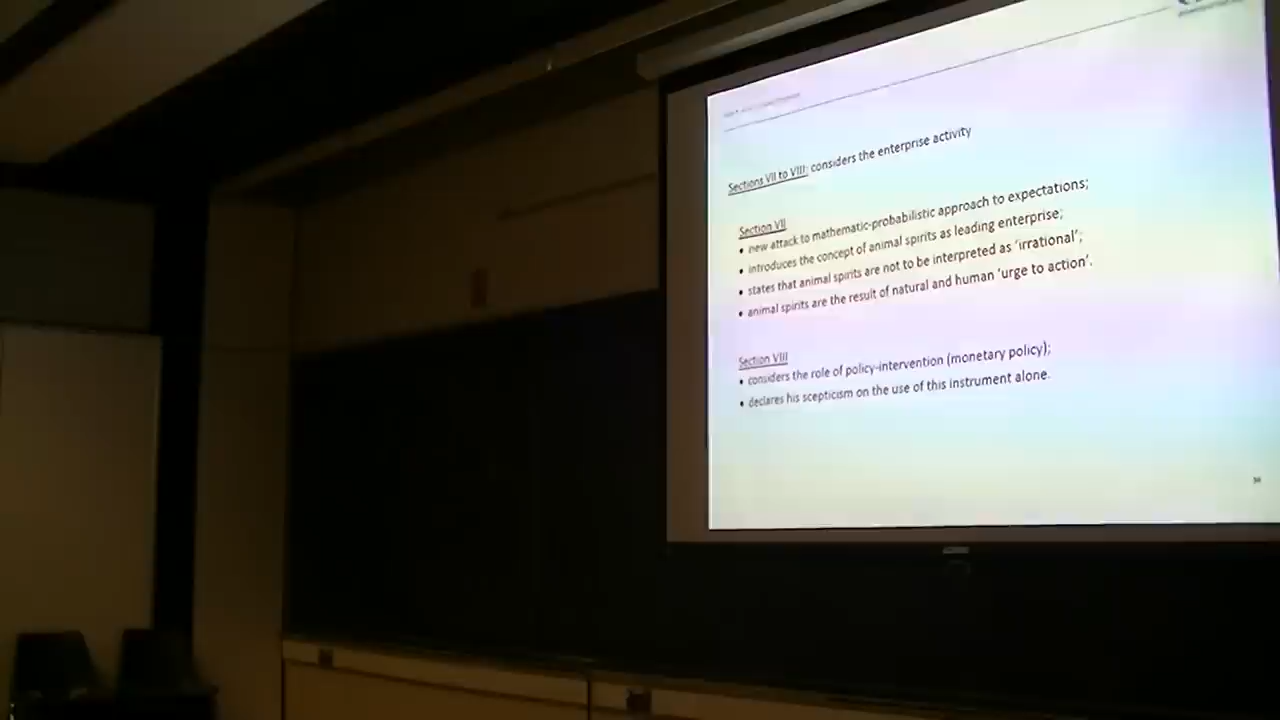 Sections VII to VIII: considers the enterprise activity
Section VII
• new attack to mathematic-probabilistic approach to expectations;
• introduces the concept of animal spirits as leading enterprise;
• states that animal spirits are not to be interpreted as ‘irrational’;
• animal spirits are the result of natural and human ‘urge to action’.
Section VIII
• considers the role of policy-intervention (monetary policy);
• declares his scepticism on the use of this instrument alone.